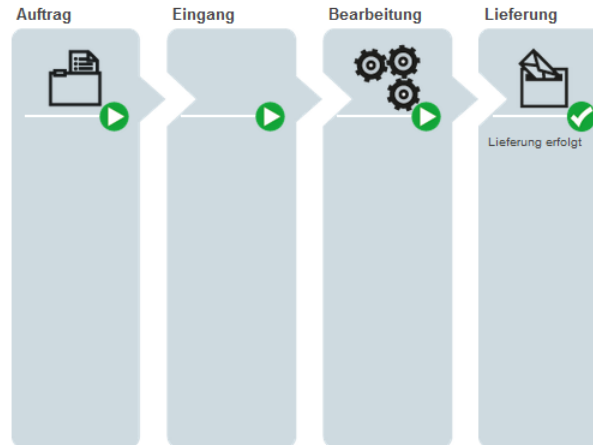 Auftrag
Eingang
Bearbeitung
Lieferung
Lieferung erfolgt